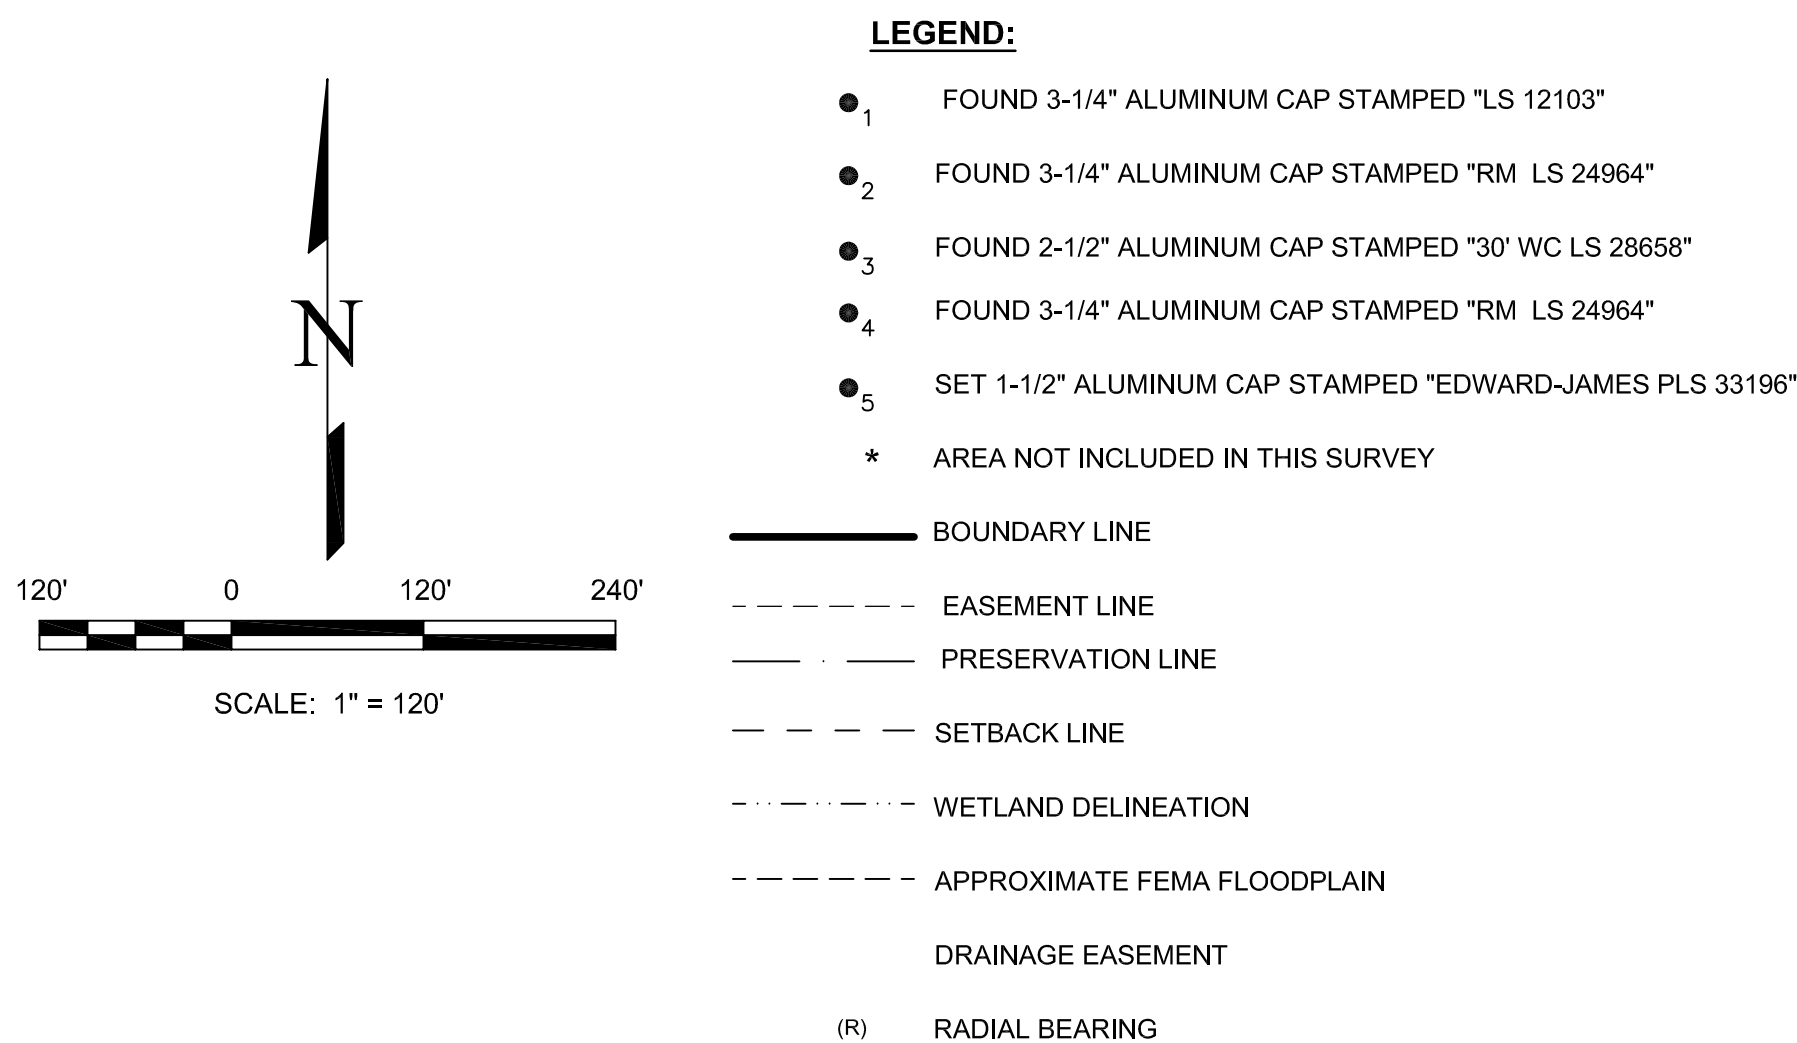 LEGEND:
1 FOUND 3-1/4" ALUMINUM CAP STAMPED "LS 12103"
2 FOUND 3-1/4" ALUMINUM CAP STAMPED "RM  LS 24964"
3 FOUND 2-1/2" ALUMINUM CAP STAMPED "30' WC LS 28658"
4 FOUND 3-1/4" ALUMINUM CAP STAMPED "RM  LS 24964"
5 SET 1-1/2" ALUMINUM CAP STAMPED "EDWARD-JAMES PLS 33196"
* AREA NOT INCLUDED IN THIS SURVEY
BOUNDARY LINE
EASEMENT LINE
PRESERVATION LINE
SETBACK LINE
WETLAND DELINEATION
APPROXIMATE FEMA FLOODPLAIN
DRAINAGE EASEMENT
(R) RADIAL BEARING
N
120' 0 120' 240'
SCALE:  1" = 120'